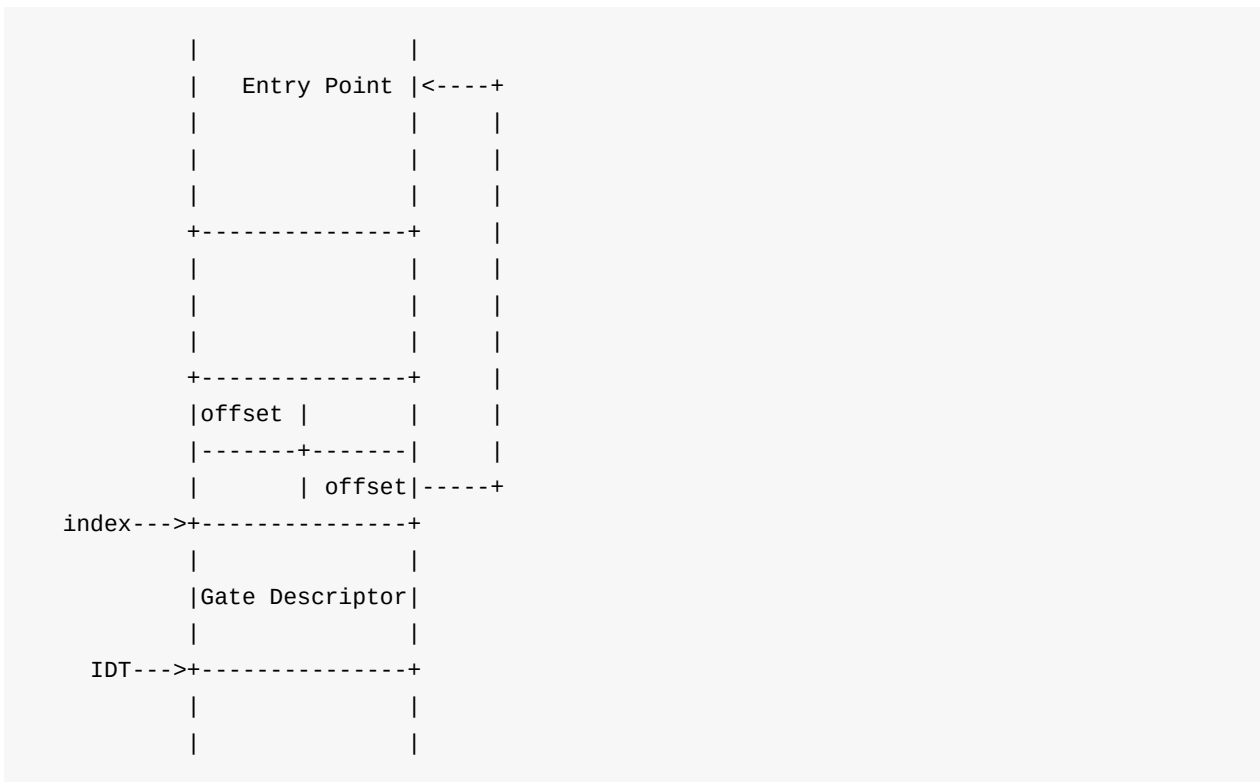 |               |
|   Entry Point |<----+
|               |     |
|               |     |
|               |     |
+---------------+     |
|               |     |
|               |     |
|               |     |
+---------------+     |
|offset |       |     |
|-------+-------|     |
|       | offset|-----+
index--->+---------------+
|               |
|Gate Descriptor|
|               |
IDT--->+---------------+
|               |
|               |